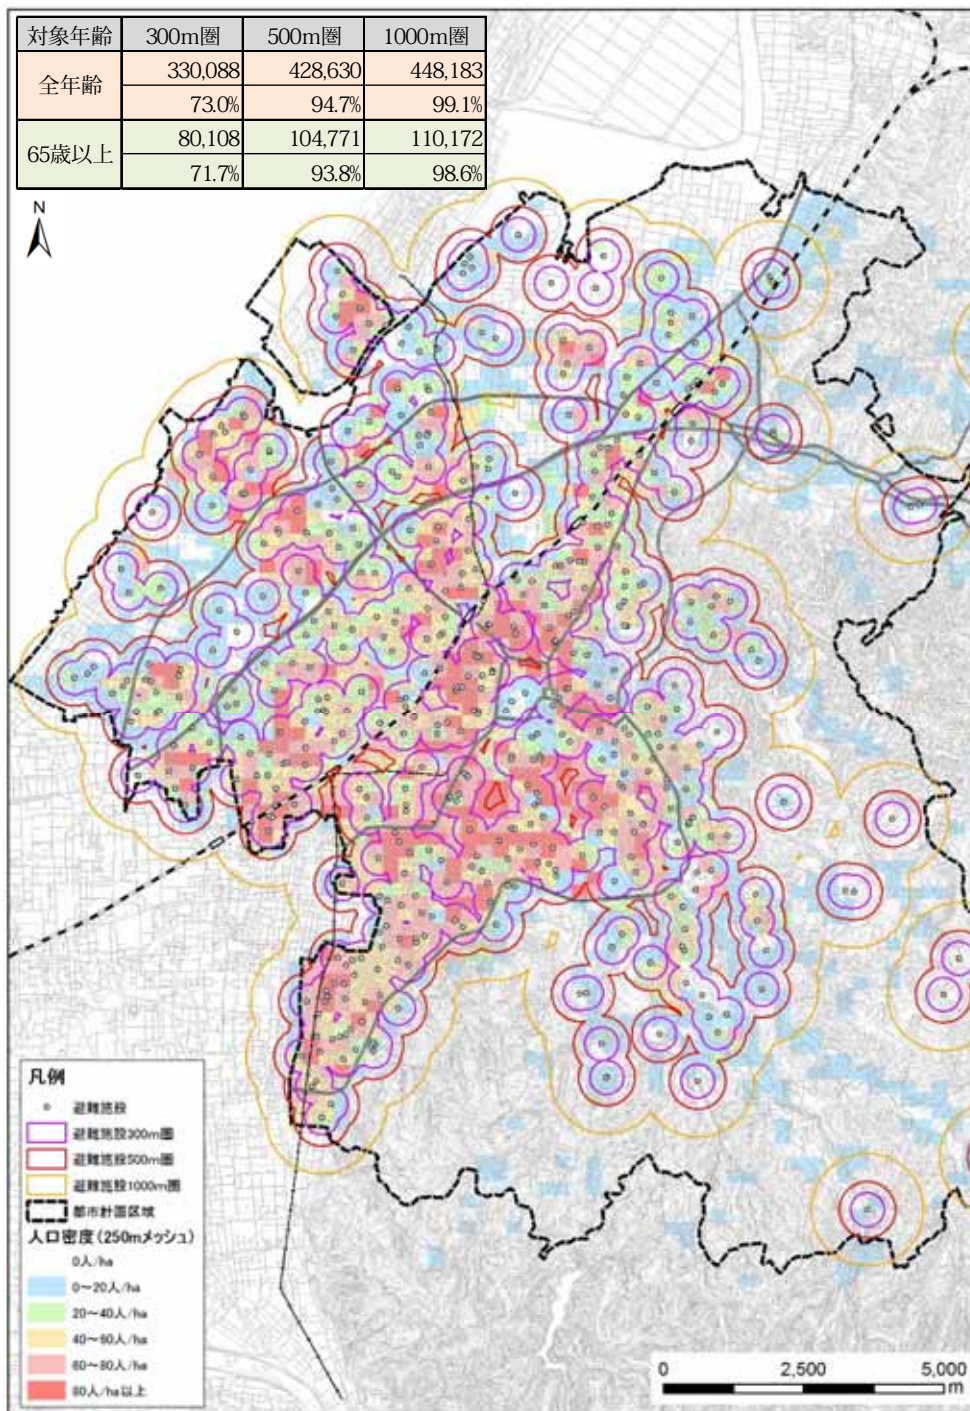 対象年齢 300m圏 500m圏 1000m圏
全年齢 330,088 428,630 448,183
73.0% 94.7% 99.1%
65歳以上 80,108 104,771 110,172
71.7% 93.8% 98.6%
N
凡例
避難施設
避難施設300m圏
避難施設500m圏
避難施設1000m圏
都市計画区域
人口密度(250mメッシュ)
0人/ha
0～20人/ha
20～40人/ha
40～60人/ha
60～80人/ha
80人/ha以上
0 2,500 5,000
m